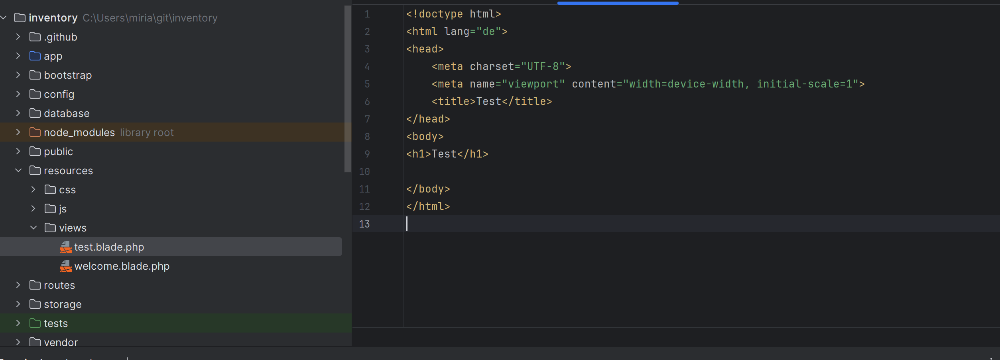 inventory C:\Users\miria\git\inventory
.github
app
bootstrap
config
database
node_modules library root
public
resources
css
js
views
test.blade.php
welcome.blade.php
routes
storage
tests
vendor
1 <!doctype html>
2 <html lang="de">
3 <head>
4     <meta charset="UTF-8">
5     <meta name="viewport" content="width=device-width, initial-scale=1">
6     <title>Test</title>
7 </head>
8 <body>
9 <h1>Test</h1>
10
11 </body>
12 </html>
13